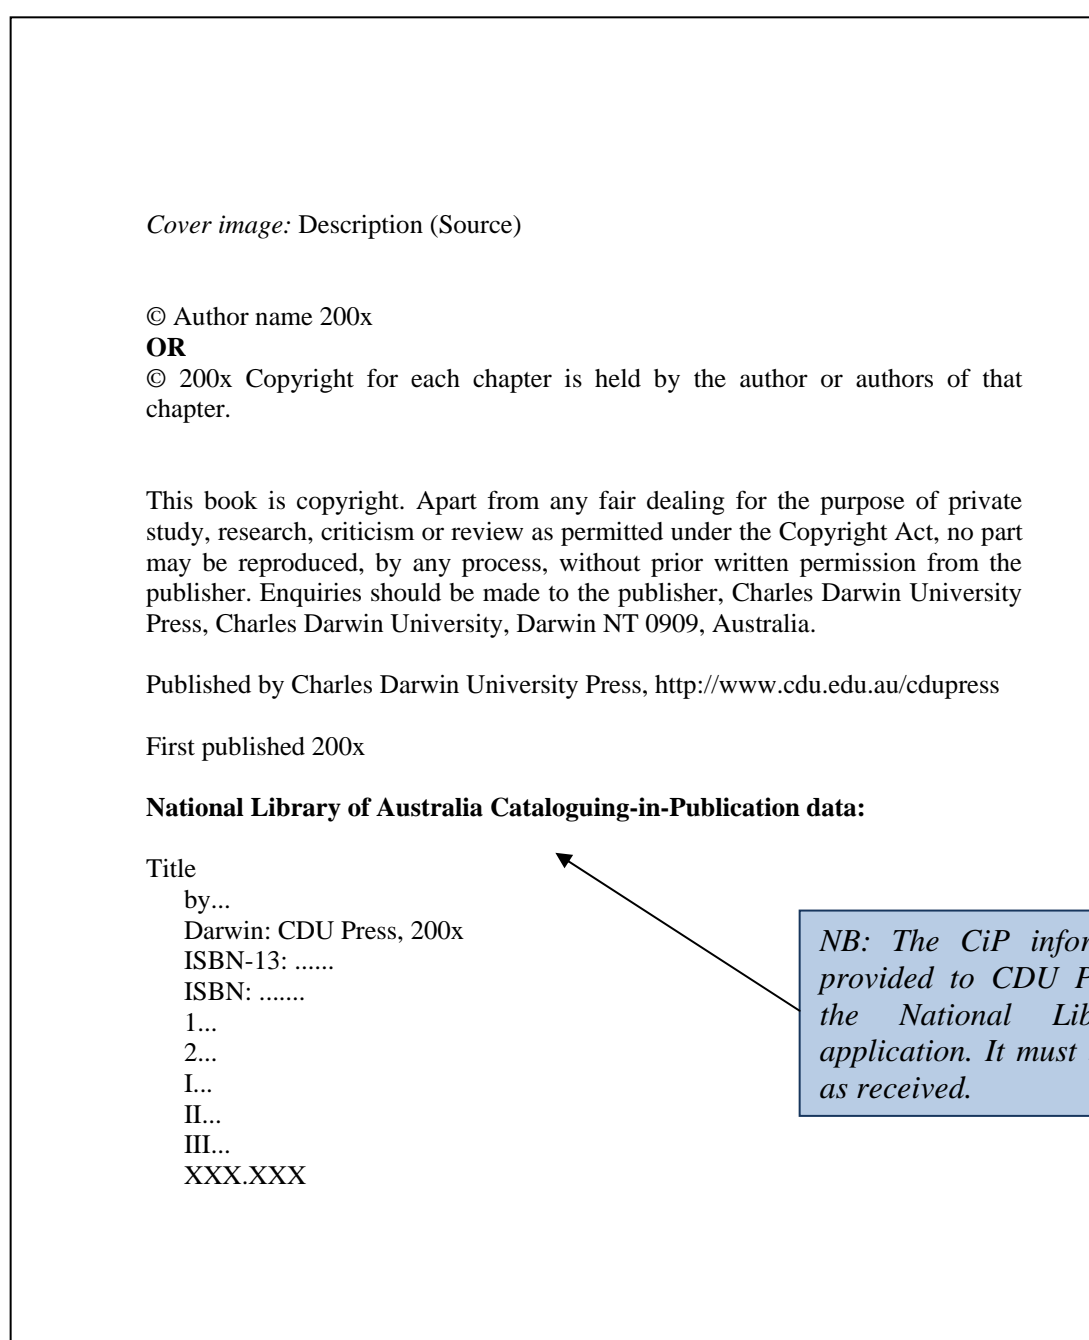 Cover image: Description (Source)
© Author name 200x
OR
© 200x Copyright for each chapter is held by the author or authors of that
chapter.
This book is copyright. Apart from any fair dealing for the purpose of private
study, research, criticism or review as permitted under the Copyright Act, no part
may be reproduced, by any process, without prior written permission from the
publisher. Enquiries should be made to the publisher, Charles Darwin University
Press, Charles Darwin University, Darwin NT 0909, Australia.
Published by Charles Darwin University Press, http://www.cdu.edu.au/cdupress
First published 200x
National Library of Australia Cataloguing-in-Publication data:
Title
by...
Darwin: CDU Press, 200x
ISBN-13: ......
ISBN: .......
1...
2...
I...
II...
III...
XXX.XXX
NB: The CiP
provided to CDU
the National
application. It must
as received.